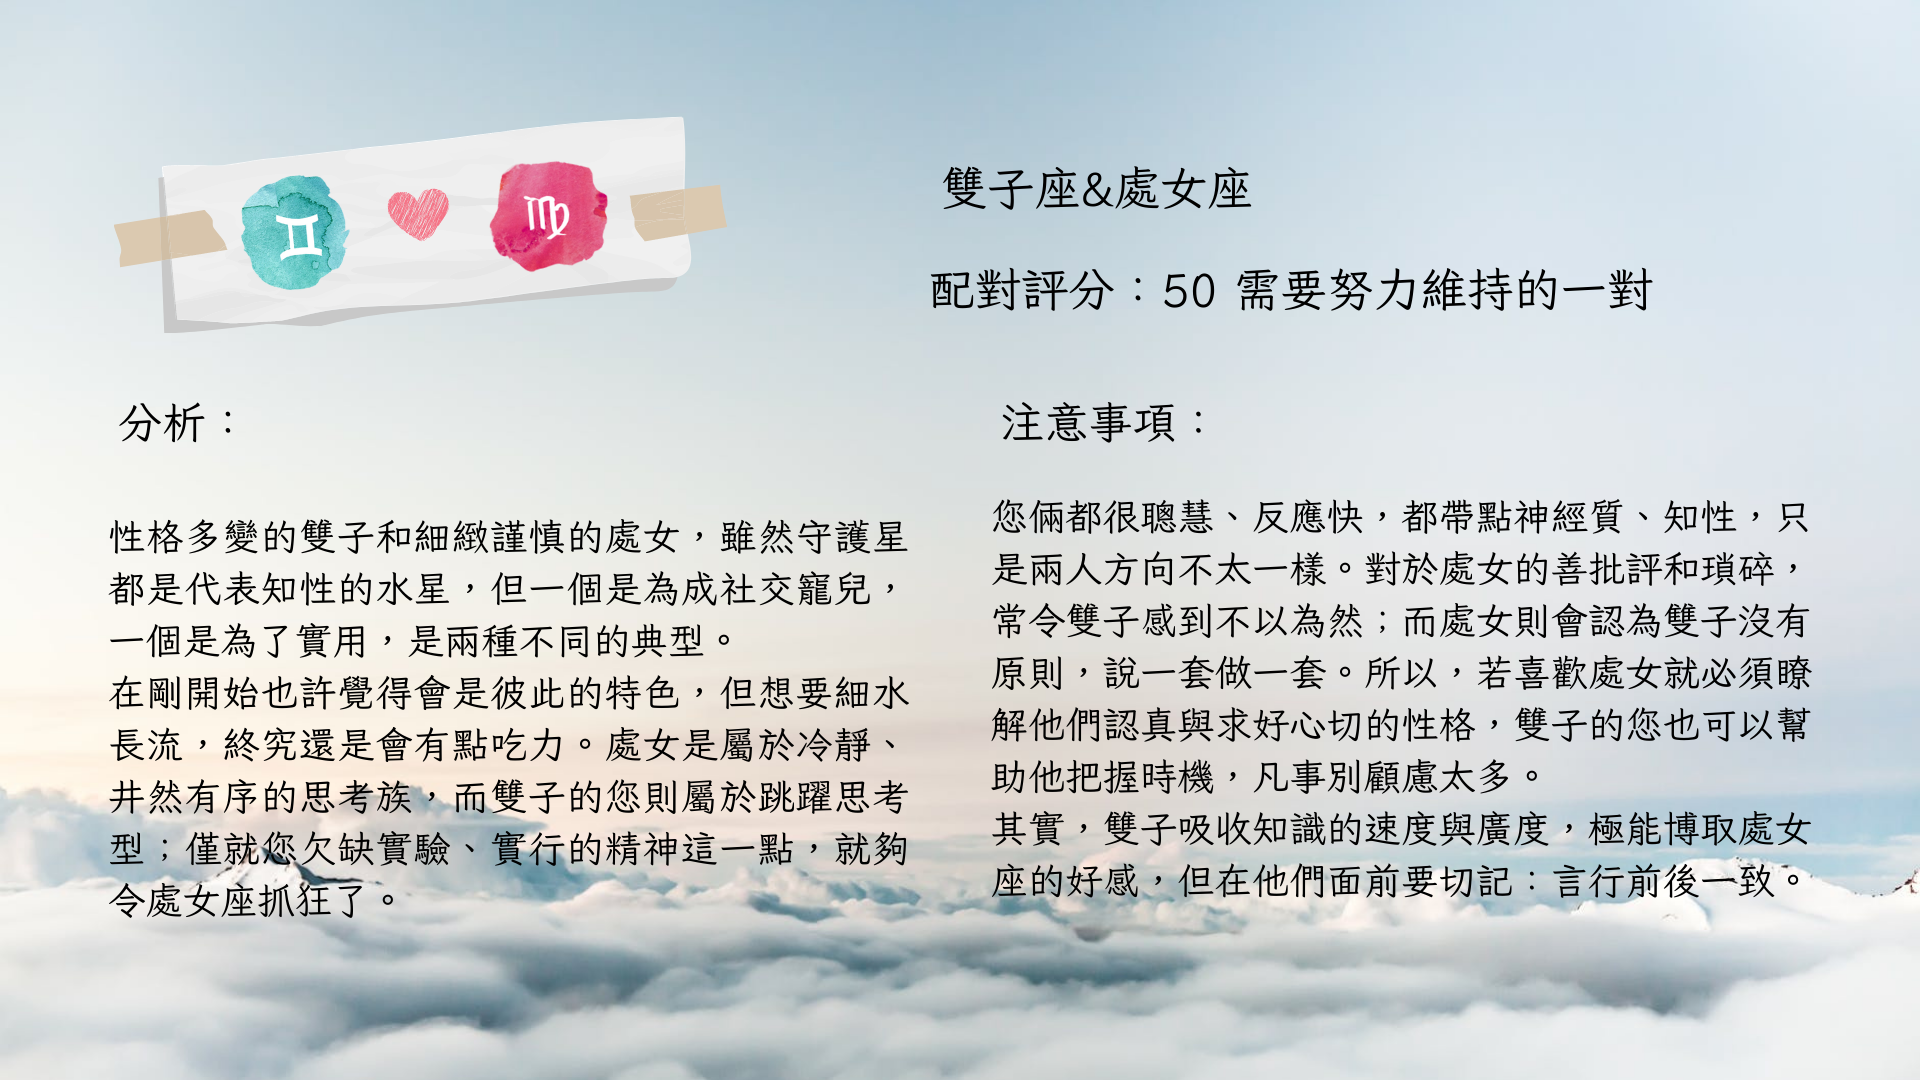 雙子座&處女座
配對評分：50 需要努力維持的一對
分析：
性格多變的雙子和細緻謹慎的處女，雖然守護星
都是代表知性的水星，但一個是為成社交寵兒，
一個是為了實用，是兩種不同的典型。
在剛開始也許覺得會是彼此的特色，但想要細水
長流，終究還是會有點吃力。處女是屬於冷靜、
井然有序的思考族，而雙子的您則屬於跳躍思考
型；僅就您欠缺實驗、實行的精神這一點，就夠
令處女座抓狂了。
注意事項：
您倆都很聰慧、反應快，都帶點神經質、知性，只
是兩人方向不太一樣。對於處女的善批評和瑣碎，
常令雙子感到不以為然；而處女則會認為雙子沒有
原則，說一套做一套。所以，若喜歡處女就必須瞭
解他們認真與求好心切的性格，雙子的您也可以幫
助他把握時機，凡事別顧慮太多。
其實，雙子吸收知識的速度與廣度，極能博取處女
座的好感，但在他們面前要切記：言行前後一致。